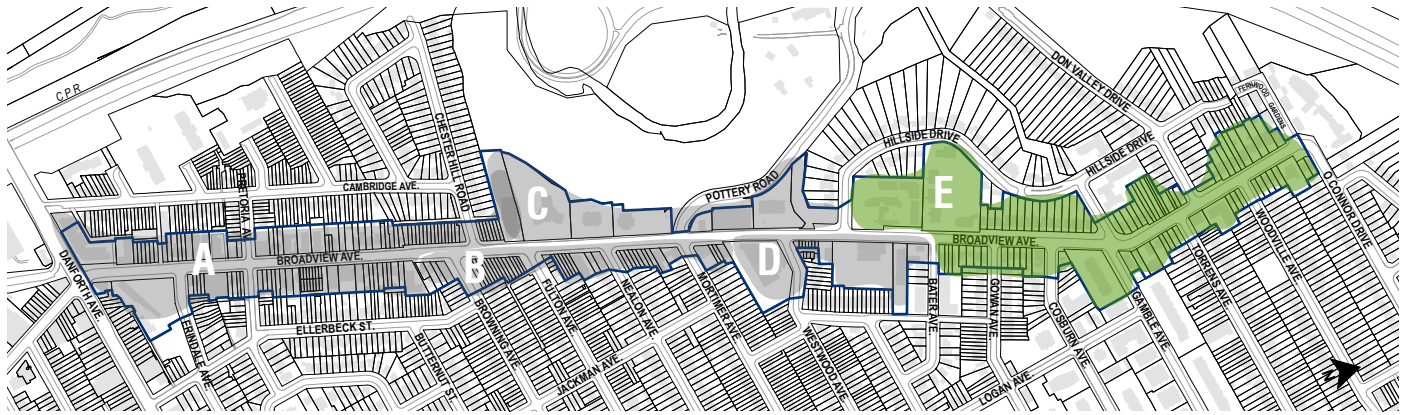 CPR
CHESTER HILL ROAD
PRETORIA AV.
CAMBRIDGE AVE.
POTTERY ROAD
HILLSIDE DRIVE
DON VALLEY DRIVE
HILLSIDE DRIVE
FERNWOOD
GARDENS
O'CONNOR DRIVE
A
B
C
D
E
BROADVIEW AVE.
BROADVIEW AVE.
DANFORTH AVE.
ERINDALE AVE
ELLERBECK ST.
BUTTERNUT ST.
BROWNING AVE
FULTON AVE.
NEALON AVE.
MORTIMER AVE.
JACKMAN AVE.
WESTWOOD AVE.
BATER AVE.
GOWAN AVE.
COSBURN AVE.
LOGAN AVE.
GAMBLE AVE.
TORRENS AVE.
WOODVILLE AVE
N